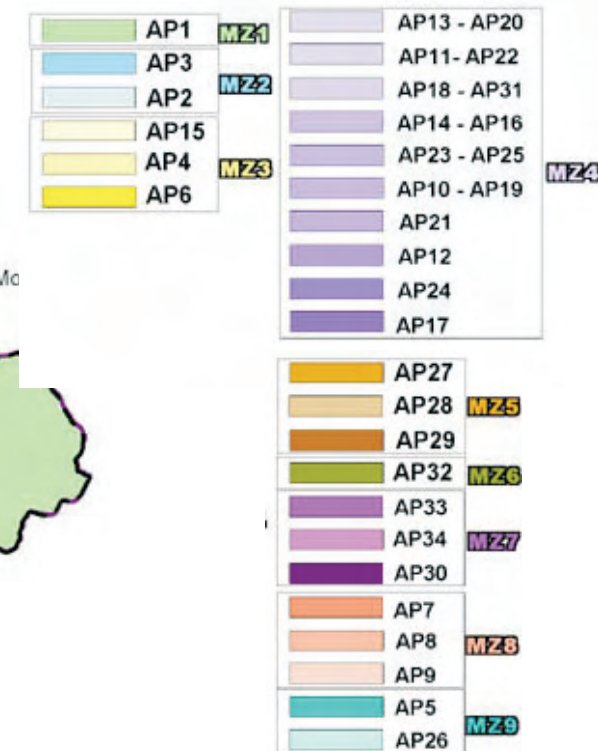 AP1 MZ1
AP3
AP2
MZ2
AP15
AP4
AP6
MZ3
AP13 - AP20
AP11- AP22
AP18 - AP31
AP14 - AP16
AP23 - AP25
AP10 - AP19
AP21
AP12
AP24
AP17
MZ4
AP27
AP28 MZ5
AP29
AP32 MZ6
AP33
AP34 MZ7
AP30
AP7
AP8 MZ8
AP9
AP5
AP26
MZ9